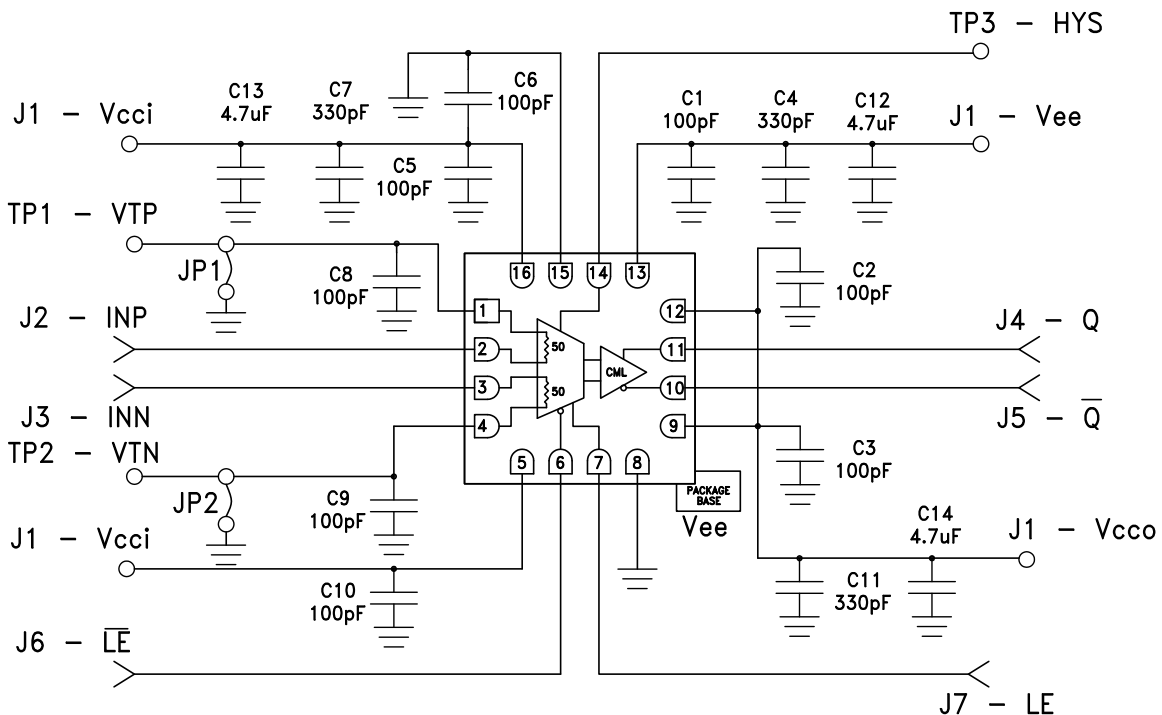 TP3 - HYS
J1 - Vcci
C13
4.7uF
C7
330pF
C6
100pF
C5
100pF
C1
100pF
C4
330pF
C12
4.7uF
J1 - Vee
TP1 - VTP
JP1
C8
100pF
16
15
14
13
C2
100pF
J2 - INP
1
2
3
4
50
50
CML
12
11
10
9
J4 - Q
J3 - INN
J5 - Q̅
TP2 - VTN
JP2
C9
100pF
5
6
7
8
PACKAGE
BASE
Vee
C3
100pF
J1 - Vcci
C10
100pF
C14
4.7uF
J1 - Vcco
C11
330pF
J6 - L̅E̅
J7 - LE